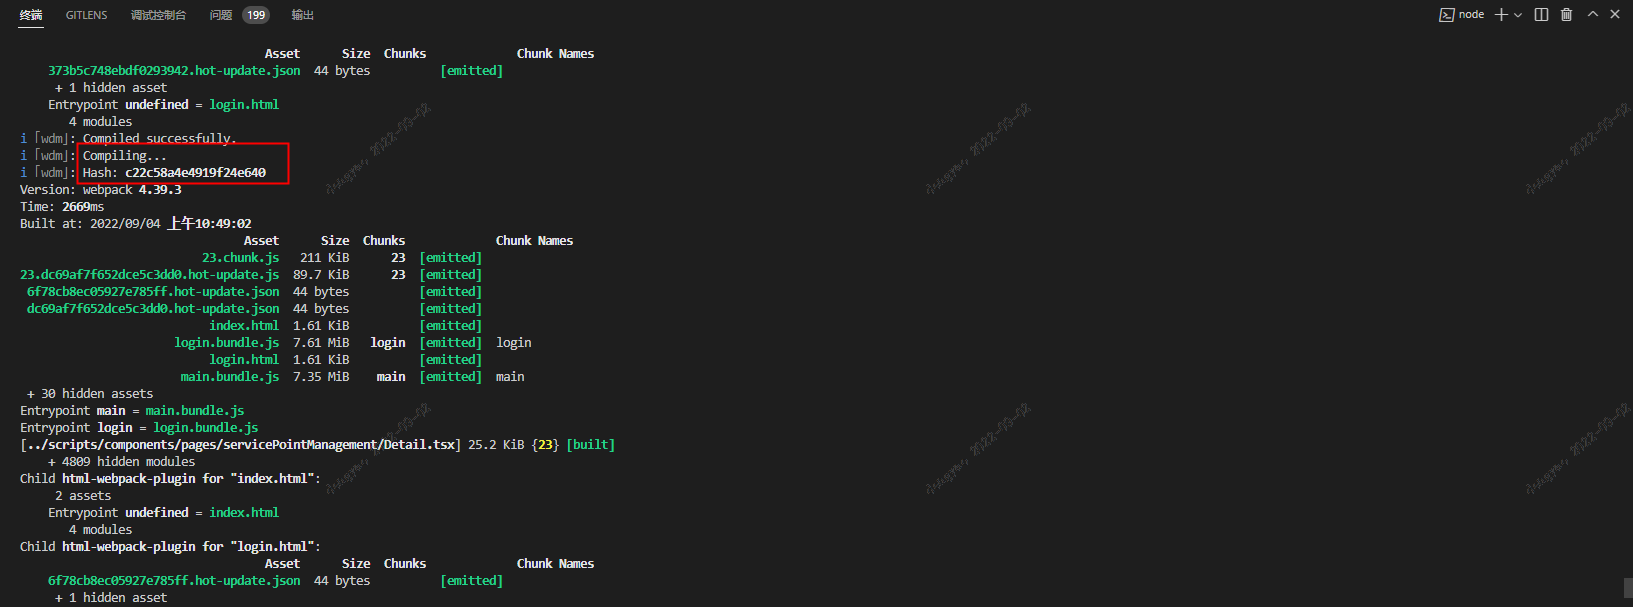 终端 GITLENS 调试控制台 问题 199 输出 node
Asset Size Chunks Chunk Names
373b5c748ebdf0293942.hot-update.json 44 bytes [emitted]
+ 1 hidden asset
Entrypoint undefined = login.html
4 modules
i ｢wdm｣: Compiled successfully.
i ｢wdm｣: Compiling...
i ｢wdm｣: Hash: c22c58a4e4919f24e640
Version: webpack 4.39.3
Time: 2669ms
Built at: 2022/09/04 上午10:49:02
Asset Size Chunks Chunk Names
23.chunk.js 211 KiB 23 [emitted]
23.dc69af7f652dce5c3dd0.hot-update.js 89.7 KiB 23 [emitted]
6f78cb8ec05927e785ff.hot-update.json 44 bytes [emitted]
dc69af7f652dce5c3dd0.hot-update.json 44 bytes [emitted]
index.html 1.61 KiB [emitted]
login.bundle.js 7.61 MiB login [emitted] login
login.html 1.61 KiB [emitted]
main.bundle.js 7.35 MiB main [emitted] main
+ 30 hidden assets
Entrypoint main = main.bundle.js
Entrypoint login = login.bundle.js
[../scripts/components/pages/servicePointManagement/Detail.tsx] 25.2 KiB {23} [built]
+ 4809 hidden modules
Child html-webpack-plugin for "index.html":
2 assets
Entrypoint undefined = index.html
4 modules
Child html-webpack-plugin for "login.html":
Asset Size Chunks Chunk Names
6f78cb8ec05927e785ff.hot-update.json 44 bytes [emitted]
+ 1 hidden asset